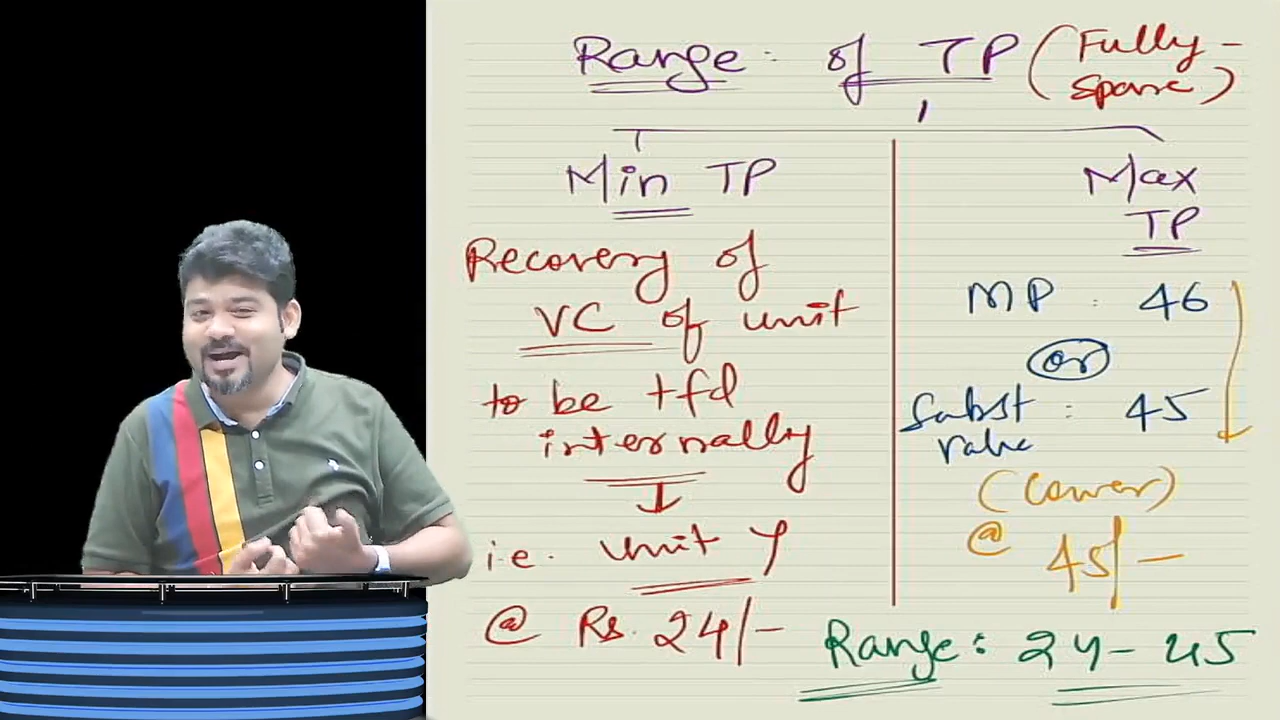 Range: of TP (Fully-
Spare)
Min TP
Recovery of
VC of unit
to be tfd
internally
i.e. unit Y
@ Rs. 24/-
Max
TP
MP : 46
or
Subst : 45
value
(lower)
@ 45/-
Range: 24-45